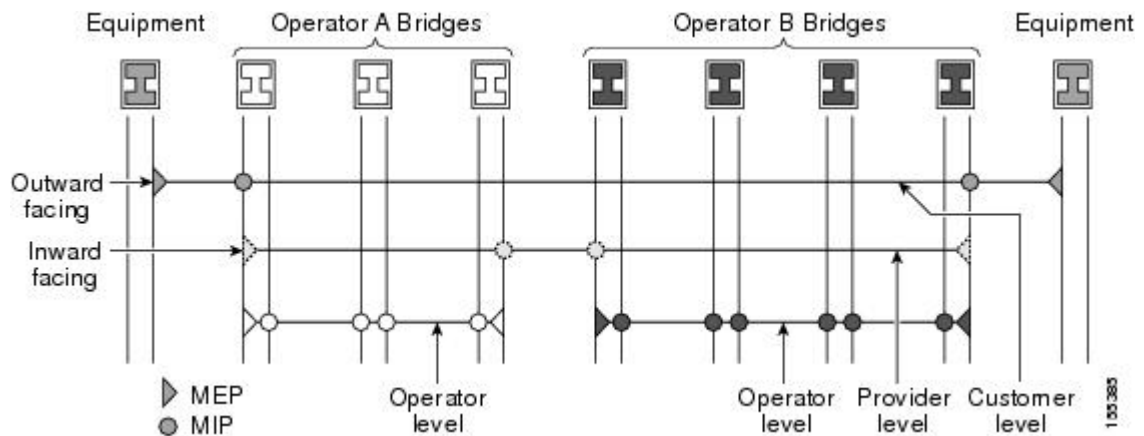 Equipment
Operator A Bridges
Operator B Bridges
Equipment
Outward
facing
Inward
facing
MEP
MIP
Operator
level
Operator
level
Provider
level
Customer
level
155385